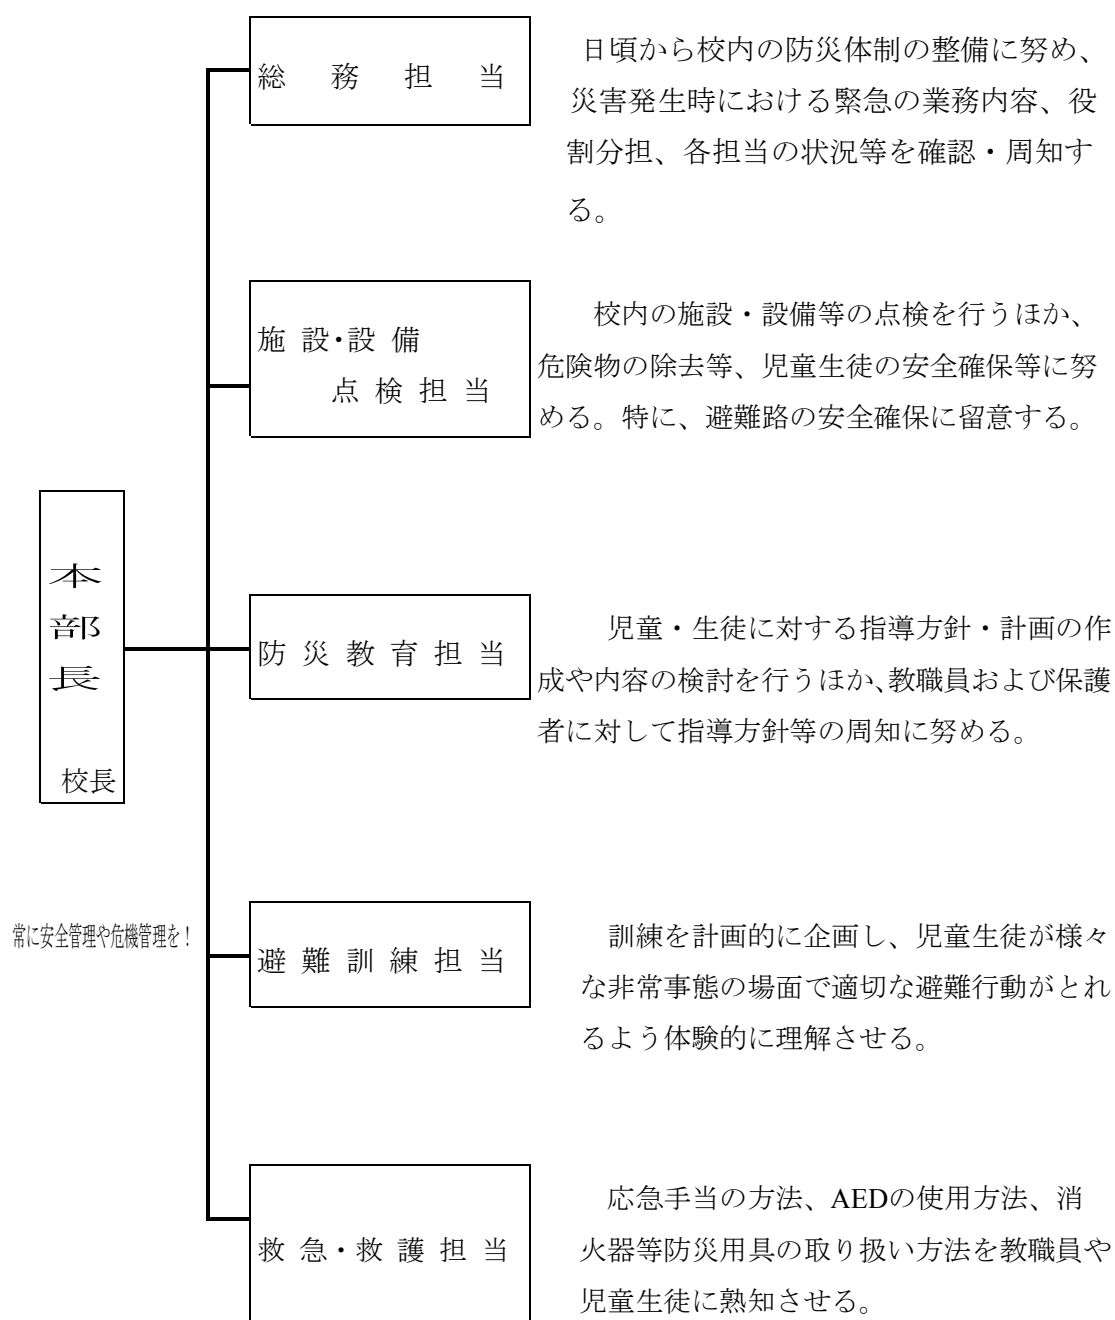 総務担当
日頃から校内の防災体制の整備に努め、
災害発生時における緊急の業務内容、役
割分担、各担当の状況等を確認・周知す
る。
施設・設備
点検担当
校内の施設・設備等の点検を行うほか、
危険物の除去等、児童生徒の安全確保等に努
める。特に、避難路の安全確保に留意する。
本部長
校長
防災教育担当
児童・生徒に対する指導方針・計画の作
成や内容の検討を行うほか、教職員および保護
者に対して指導方針等の周知に努める。
常に安全管理や危機管理を!
避難訓練担当
訓練を計画的に企画し、児童生徒が様々
な非常事態の場面で適切な避難行動がとれ
るよう体験的に理解させる。
救急・救護担当
応急手当の方法、AEDの使用方法、消
火器等防災用具の取り扱い方法を教職員や
児童生徒に熟知させる。